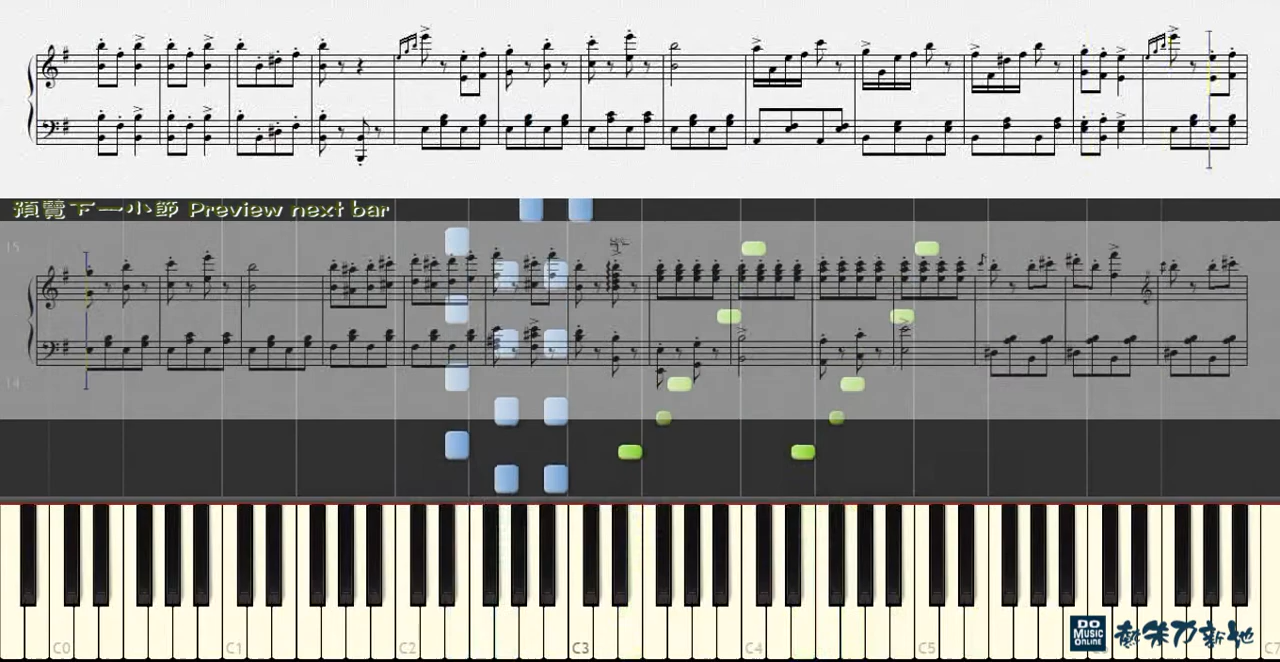 預覽下一小節 Preview next bar
15
14
C0 C1 C2 C3 C4 C5 C7
DO
MUSIC
ONLINE